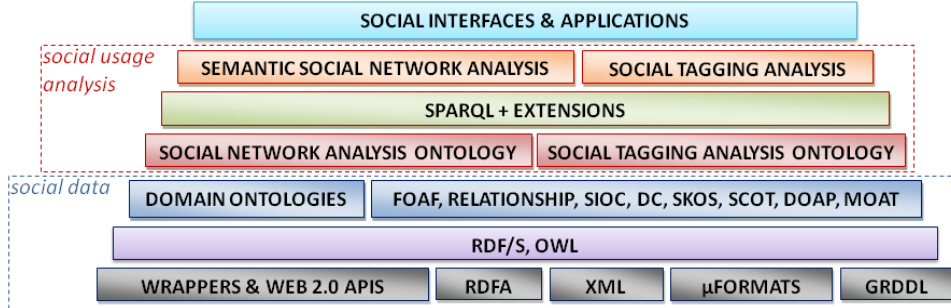 SOCIAL INTERFACES & APPLICATIONS
social usage
analysis
SEMANTIC SOCIAL NETWORK ANALYSIS
SOCIAL TAGGING ANALYSIS
SPARQL + EXTENSIONS
SOCIAL NETWORK ANALYSIS ONTOLOGY
SOCIAL TAGGING ANALYSIS ONTOLOGY
social data
DOMAIN ONTOLOGIES
FOAF, RELATIONSHIP, SIOC, DC, SKOS, SCOT, DOAP, MOAT
RDF/S, OWL
WRAPPERS & WEB 2.0 APIS
RDFA
XML
µFORMATS
GRDDL